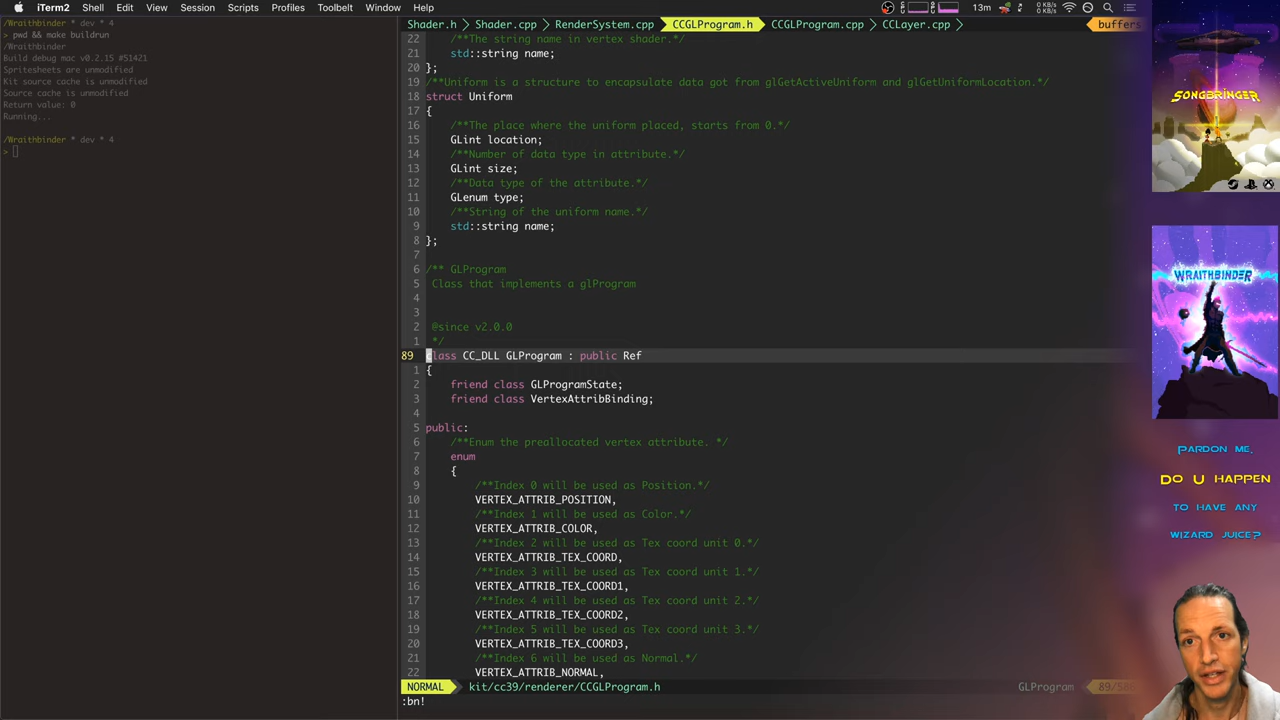 iTerm2 Shell Edit View Session Scripts Profiles Toolbelt Window Help
13m
0 KB/s
0 KB/s
/Wraithbinder * dev * 4
> pwd && make buildrun
/Wraithbinder
Build debug mac v0.2.15 #51421
Spritesheets are unmodified
Kit source cache is unmodified
Source cache is unmodified
Return value: 0
Running...
/Wraithbinder * dev * 4
>
Shader.h Shader.cpp RenderSystem.cpp CCGLProgram.h CCGLProgram.cpp CCLayer.cpp buffers
22 /**The string name in vertex shader.*/
21 std::string name;
20 };
19 /**Uniform is a structure to encapsulate data got from glGetActiveUniform and glGetUniformLocation.*/
18 struct Uniform
17 {
16 /**The place where the uniform placed, starts from 0.*/
15 GLint location;
14 /**Number of data type in attribute.*/
13 GLint size;
12 /**Data type of the attribute.*/
11 GLenum type;
10 /**String of the uniform name.*/
9 std::string name;
8 };
7
6 /** GLProgram
5 Class that implements a glProgram
4
3
2 @since v2.0.0
1 */
89 class CC_DLL GLProgram : public Ref
1 {
2 friend class GLProgramState;
3 friend class VertexAttribBinding;
4
5 public:
6 /**Enum the preallocated vertex attribute. */
7 enum
8 {
9 /**Index 0 will be used as Position.*/
10 VERTEX_ATTRIB_POSITION,
11 /**Index 1 will be used as Color.*/
12 VERTEX_ATTRIB_COLOR,
13 /**Index 2 will be used as Tex coord unit 0.*/
14 VERTEX_ATTRIB_TEX_COORD,
15 /**Index 3 will be used as Tex coord unit 1.*/
16 VERTEX_ATTRIB_TEX_COORD1,
17 /**Index 4 will be used as Tex coord unit 2.*/
18 VERTEX_ATTRIB_TEX_COORD2,
19 /**Index 5 will be used as Tex coord unit 3.*/
20 VERTEX_ATTRIB_TEX_COORD3,
21 /**Index 6 will be used as Normal.*/
22 VERTEX_ATTRIB_NORMAL,
NORMAL kit/cc39/renderer/CCGLProgram.h GLProgram
:bn!
SONGBRINGER
WRAITHBINDER
PARDON ME,
DO U HAPPEN
TO HAVE ANY
WIZARD JUICE?